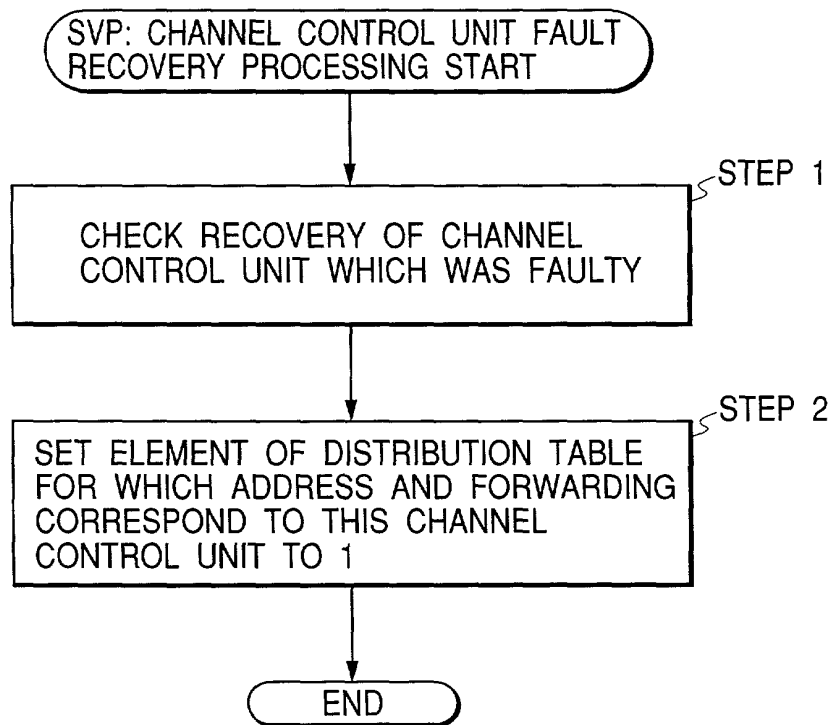 SVP: CHANNEL CONTROL UNIT FAULT
RECOVERY PROCESSING START
STEP 1
CHECK RECOVERY OF CHANNEL
CONTROL UNIT WHICH WAS FAULTY
STEP 2
SET ELEMENT OF DISTRIBUTION TABLE
FOR WHICH ADDRESS AND FORWARDING
CORRESPOND TO THIS CHANNEL
CONTROL UNIT TO 1
END